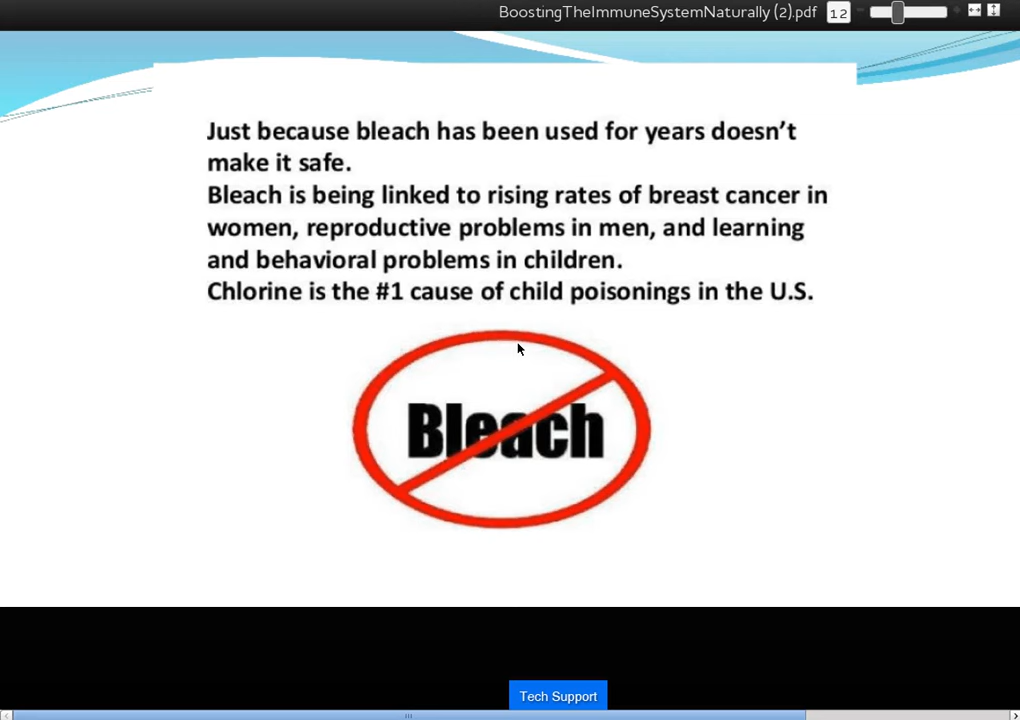 BoostingTheImmuneSystemNaturally (2).pdf 12
Just because bleach has been used for years doesn't
make it safe.
Bleach is being linked to rising rates of breast cancer in
women, reproductive problems in men, and learning
and behavioral problems in children.
Chlorine is the #1 cause of child poisonings in the U.S.
Bleach
Tech Support